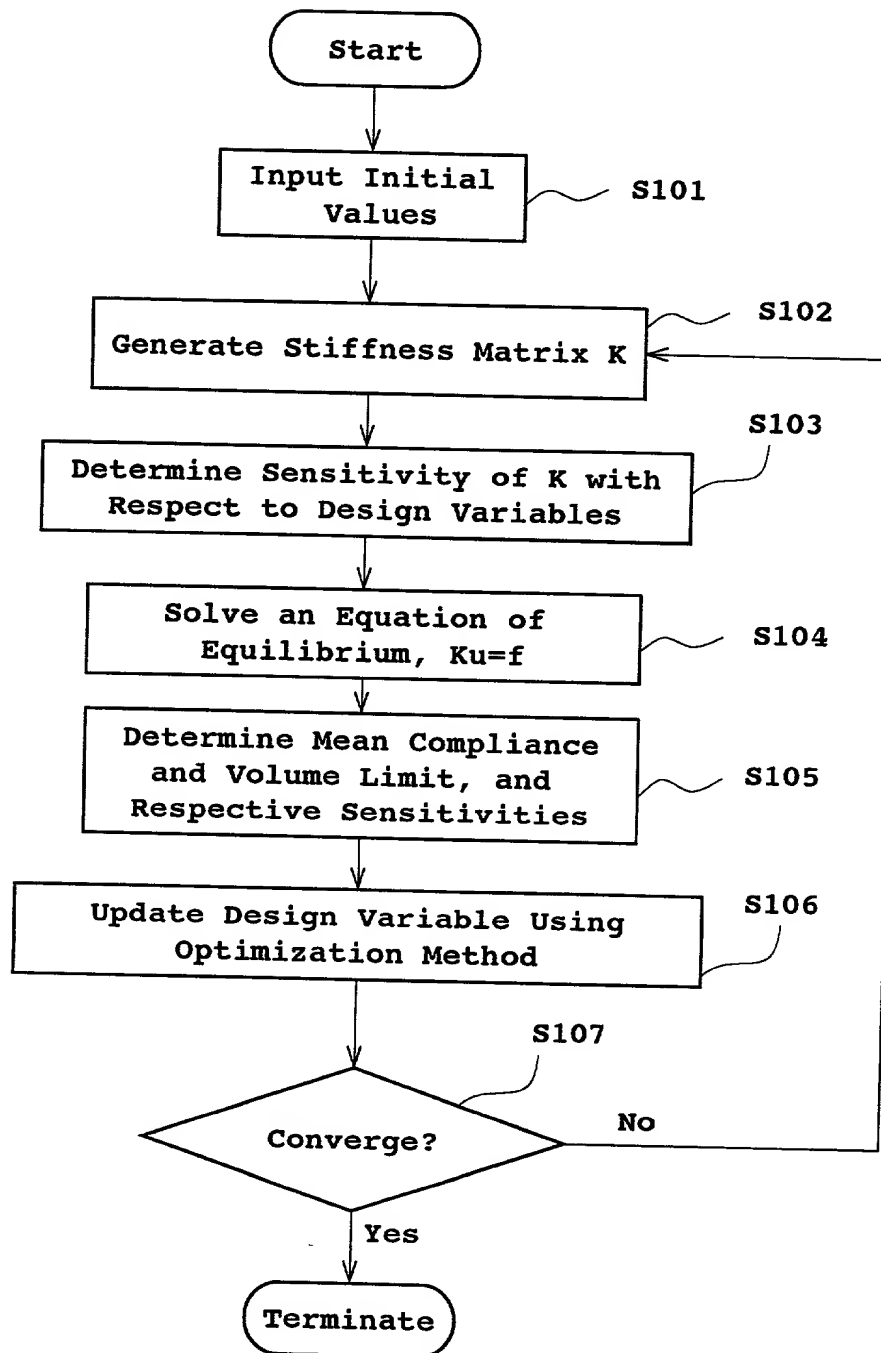 Start
Input Initial
Values
S101
Generate Stiffness Matrix K
S102
Determine Sensitivity of K with
Respect to Design Variables
S103
Solve an Equation of
Equilibrium, Ku=f
S104
Determine Mean Compliance
and Volume Limit, and
Respective Sensitivities
S105
Update Design Variable Using
Optimization Method
S106
Converge?
S107
No
Yes
Terminate